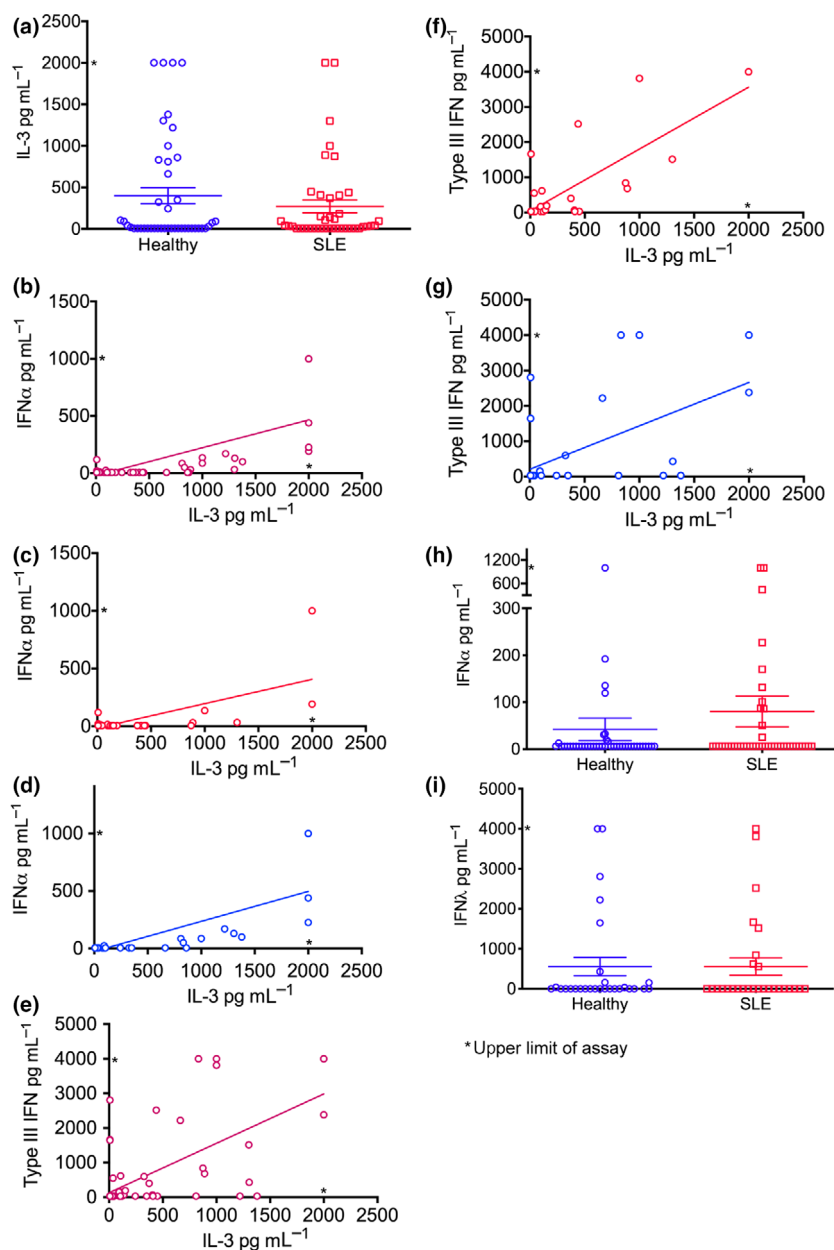 (a)
2500
2000
1500
1000
500
0
IL-3 pg mL⁻¹
*
Healthy
SLE
(b)
1500
1000
500
0
IFNα pg mL⁻¹
*
*
0 500 1000 1500 2000 2500
IL-3 pg mL⁻¹
(c)
1500
1000
500
0
IFNα pg mL⁻¹
*
*
0 500 1000 1500 2000 2500
IL-3 pg mL⁻¹
(d)
1000
500
0
IFNα pg mL⁻¹
*
*
0 500 1000 1500 2000 2500
IL-3 pg mL⁻¹
(e)
5000
4000
3000
2000
1000
0
Type III IFN pg mL⁻¹
*
*
0 500 1000 1500 2000 2500
IL-3 pg mL⁻¹
(f)
5000
4000
3000
2000
1000
0
Type III IFN pg mL⁻¹
*
*
0 500 1000 1500 2000 2500
IL-3 pg mL⁻¹
(g)
5000
4000
3000
2000
1000
0
Type III IFN pg mL⁻¹
*
*
0 500 1000 1500 2000 2500
IL-3 pg mL⁻¹
(h)
1200
600
300
200
100
0
IFNα pg mL⁻¹
*
Healthy
SLE
(i)
5000
4000
3000
2000
1000
0
IFNλ pg mL⁻¹
*
Healthy
SLE
*Upper limit of assay